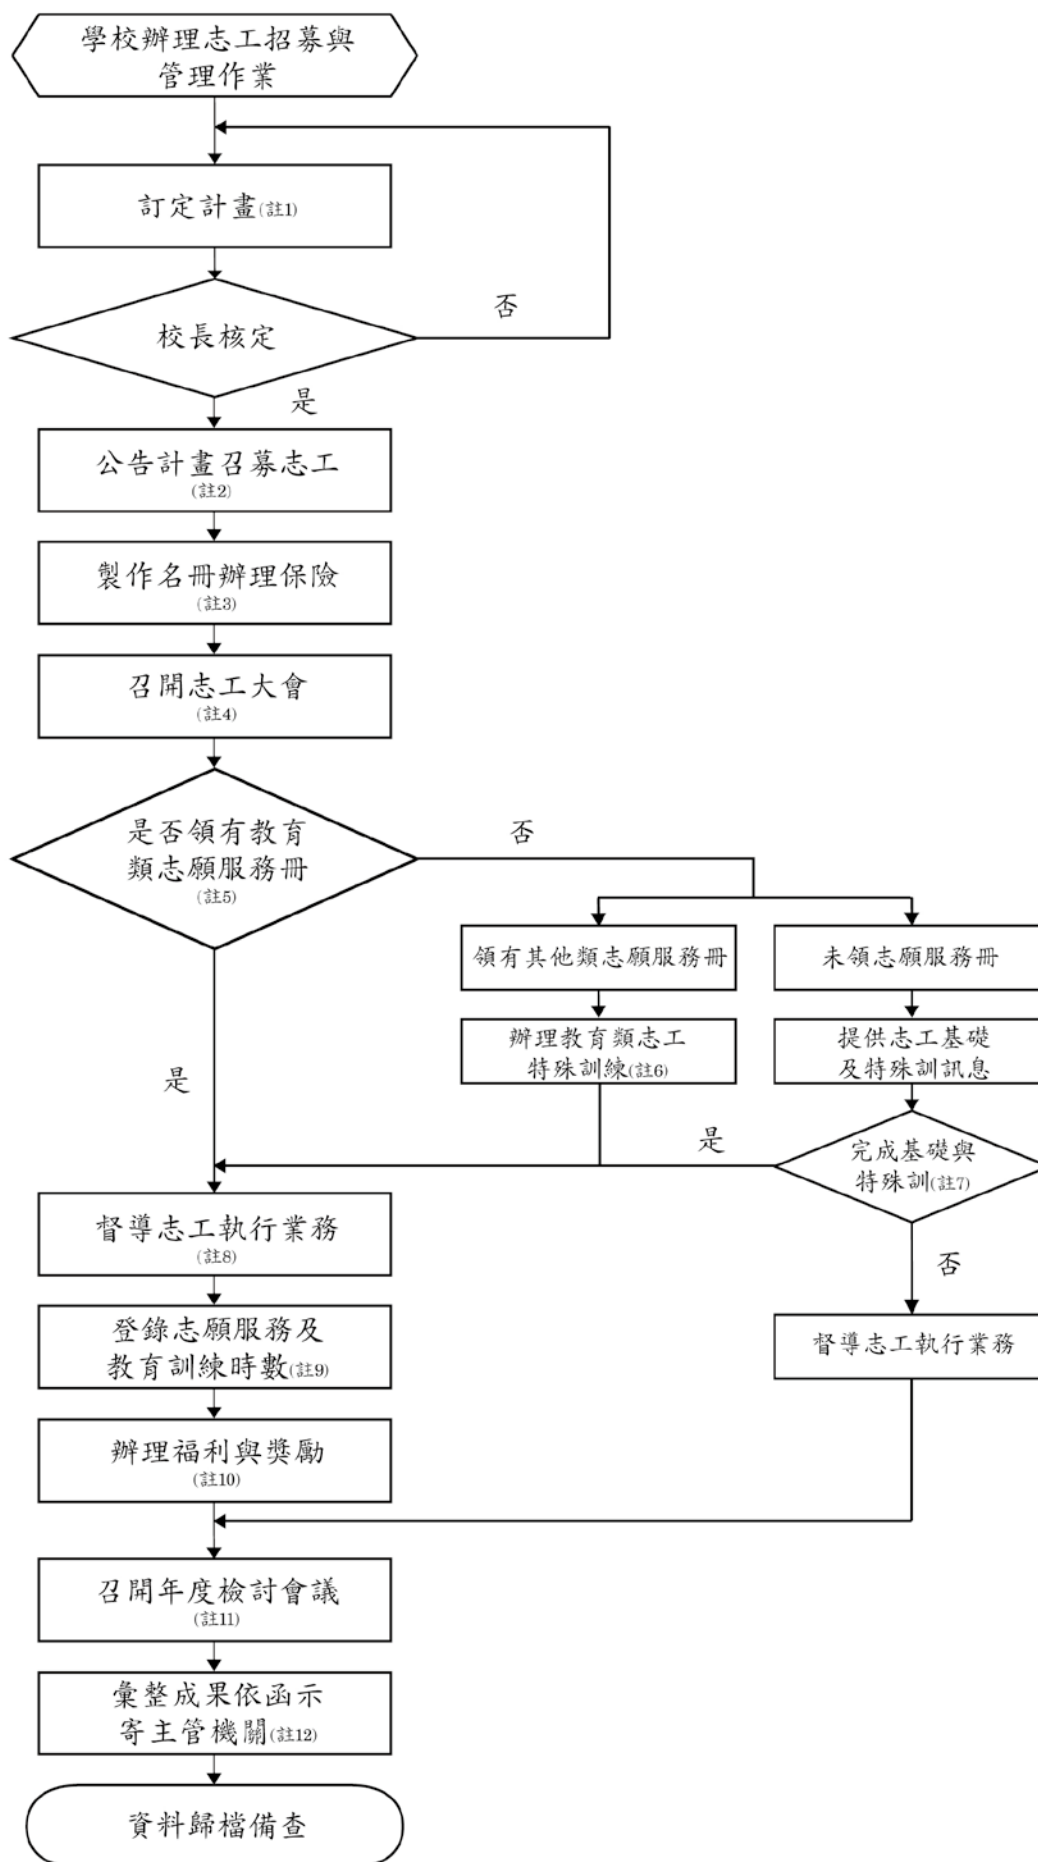 學校辦理志工招募與
管理作業
訂定計畫(註1)
校長核定
否
是
公告計畫召募志工
(註2)
製作名冊辦理保險
(註3)
召開志工大會
(註4)
是否領有教育
類志願服務冊
(註5)
否
領有其他類志願服務冊
未領志願服務冊
辦理教育類志工
特殊訓練(註6)
提供志工基礎
及特殊訓訊息
是
是
完成基礎與
特殊訓(註7)
督導志工執行業務
(註8)
否
登錄志願服務及
教育訓練時數(註9)
督導志工執行業務
辦理福利與獎勵
(註10)
召開年度檢討會議
(註11)
彙整成果依函示
寄主管機關(註12)
資料歸檔備查